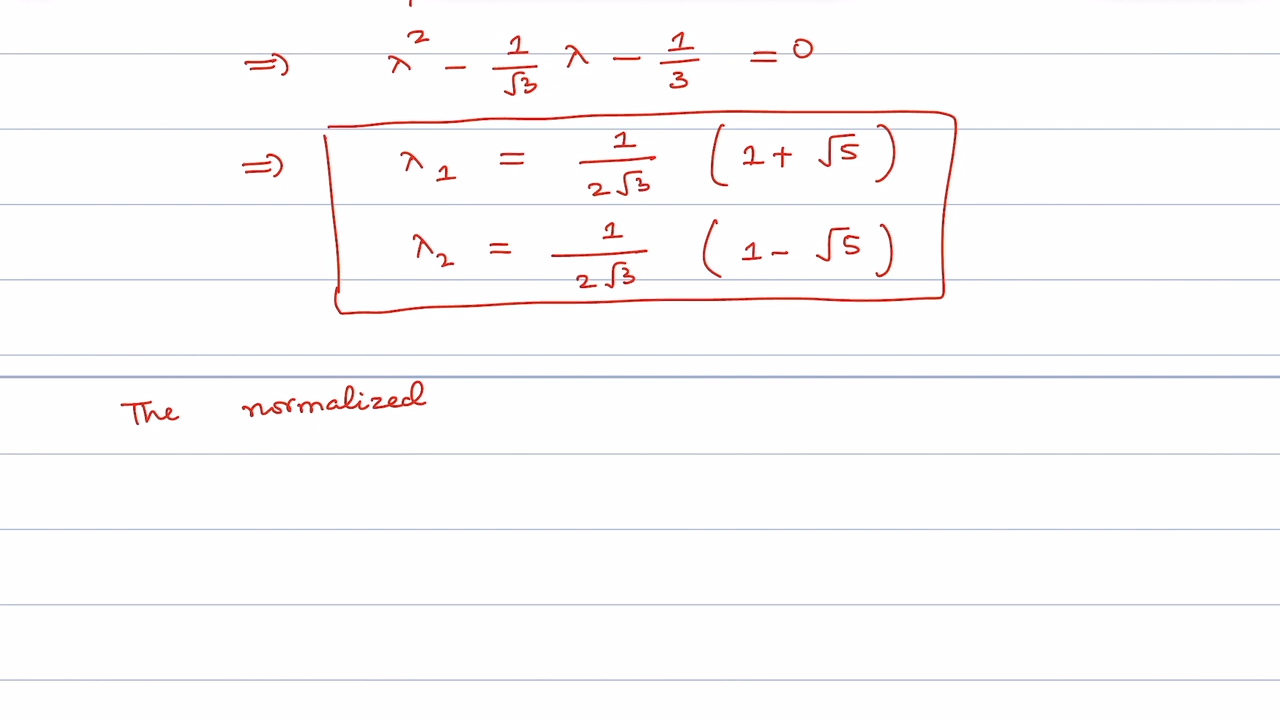 ⇒ λ² - 1/√3 λ - 1/3 = 0
⇒ λ₁ = 1/2√3 (1 + √5)
λ₂ = 1/2√3 (1 - √5)
The normalized